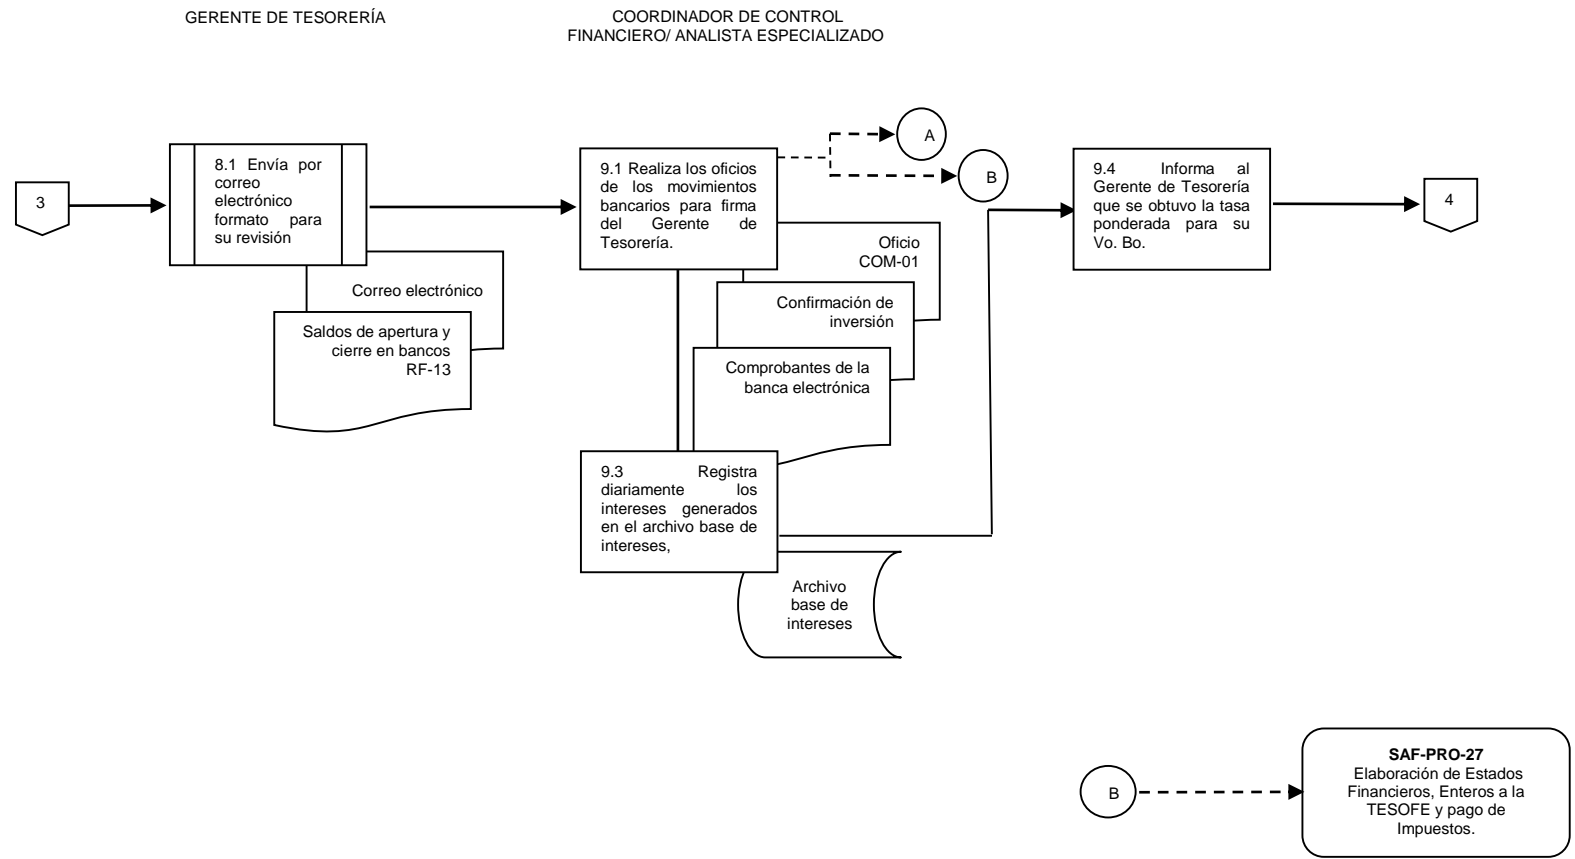 GERENTE DE TESORERÍA
COORDINADOR DE CONTROL
FINANCIERO/ ANALISTA ESPECIALIZADO
3
8.1 Envía por
correo
electrónico
formato para
su revisión
Correo electrónico
Saldos de apertura y
cierre en bancos
RF-13
9.1 Realiza los oficios
de los movimientos
bancarios para firma
del Gerente de
Tesorería.
A
B
Oficio
COM-01
Confirmación de
inversión
Comprobantes de la
banca electrónica
9.3 Registra
diariamente los
intereses generados
en el archivo base de
intereses,
Archivo
base de
intereses
9.4 Informa al
Gerente de Tesorería
que se obtuvo la tasa
ponderada para su
Vo. Bo.
4
B
SAF-PRO-27
Elaboración de Estados
Financieros, Enteros a la
TESOFE y pago de
Impuestos.